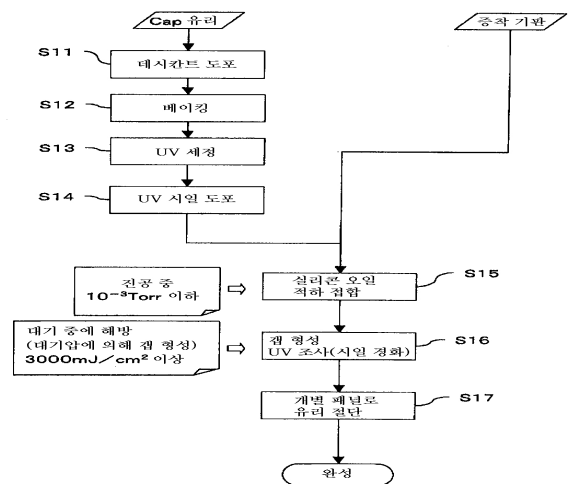 Cap 유리
증착 기판
S11
데시칸트 도포
S12
베이킹
S13
UV 세정
S14
UV 시일 도포
진공 중
10⁻³Torr 이하
실리콘 오일
적하 접합
S15
대기 중에 해방
(대기압에 의해 갭 형성)
3000mJ/cm² 이상
갭 형성
UV 조사(시일 경화)
S16
개별 패널로
유리 절단
S17
완성